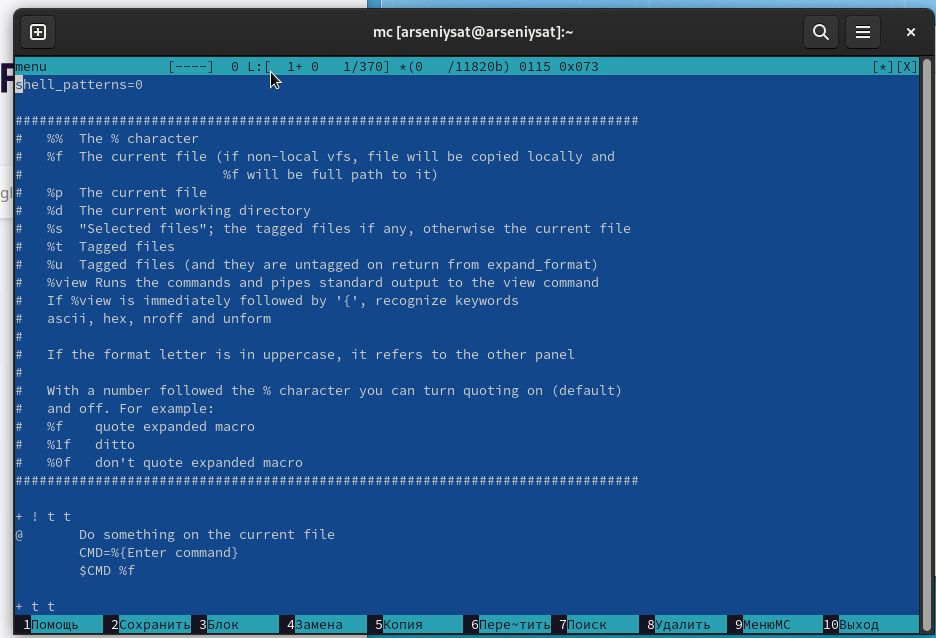 mc [arseniysat@arseniysat]:~
menu [----] 0 L:[ 1+ 0 1/370] *(0 /11820b) 0115 0x073 [*][X]
shell_patterns=0
##############################################################################
# %% The % character
# %f The current file (if non-local vfs, file will be copied locally and
# %f will be full path to it)
# %p The current file
# %d The current working directory
# %s "Selected files"; the tagged files if any, otherwise the current file
# %t Tagged files
# %u Tagged files (and they are untagged on return from expand_format)
# %view Runs the commands and pipes standard output to the view command
# If %view is immediately followed by '{', recognize keywords
# ascii, hex, nroff and unform
#
# If the format letter is in uppercase, it refers to the other panel
#
# With a number followed the % character you can turn quoting on (default)
# and off. For example:
# %f quote expanded macro
# %1f ditto
# %0f don't quote expanded macro
##############################################################################
+ ! t t
@ Do something on the current file
CMD=%{Enter command}
$CMD %f
+ t t
1Помощь 2Сохранить 3Блок 4Замена 5Копия 6Пере~тить 7Поиск 8Удалить 9МенюMC 10Выход